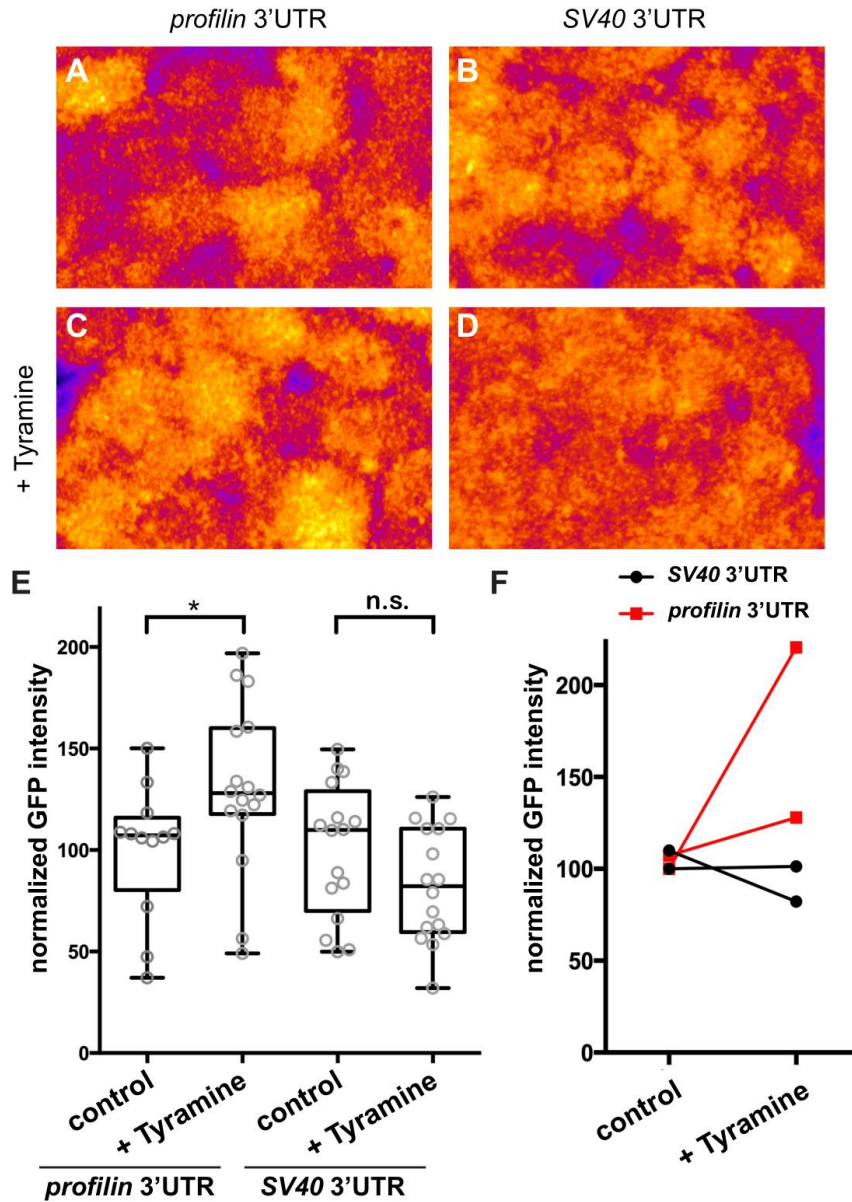 profilin 3’UTR SV40 3’UTR
A B
C D
+ Tyramine
E
normalized GFP intensity
* n.s.
200
150
100
50
0
control + Tyramine control + Tyramine
profilin 3’UTR SV40 3’UTR
F
SV40 3’UTR
profilin 3’UTR
normalized GFP intensity
200
150
100
50
0
control + Tyramine